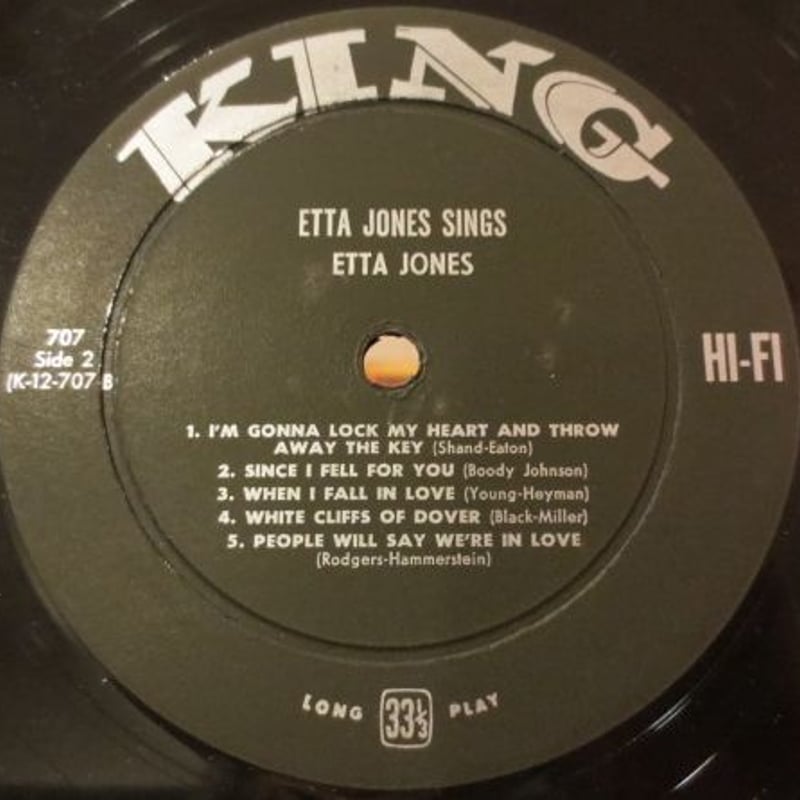 KING
ETTA JONES SINGS
ETTA JONES
707
Side 2
(K-12-707 B
HI-FI
1. I'M GONNA LOCK MY HEART AND THROW
AWAY THE KEY (Shand-Eaton)
2. SINCE I FELL FOR YOU (Boody Johnson)
3. WHEN I FALL IN LOVE (Young-Heyman)
4. WHITE CLIFFS OF DOVER (Black-Miller)
5. PEOPLE WILL SAY WE'RE IN LOVE
(Rodgers-Hammerstein)
LONG 33⅓ PLAY